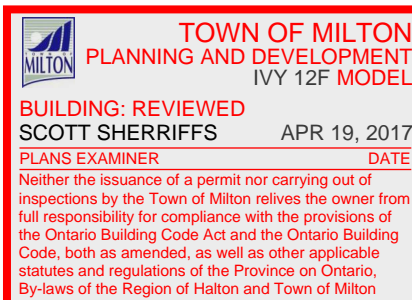 TOWN OF MILTON
PLANNING AND DEVELOPMENT
TOWN OF
MILTON
IVY 12F MODEL
BUILDING: REVIEWED
SCOTT SHERRIFFS APR 19, 2017
PLANS EXAMINER DATE
Neither the issuance of a permit nor carrying out of
inspections by the Town of Milton relives the owner from
full responsibility for compliance with the provisions of
the Ontario Building Code Act and the Ontario Building
Code, both as amended, as well as other applicable
statutes and regulations of the Province on Ontario,
By-laws of the Region of Halton and Town of Milton